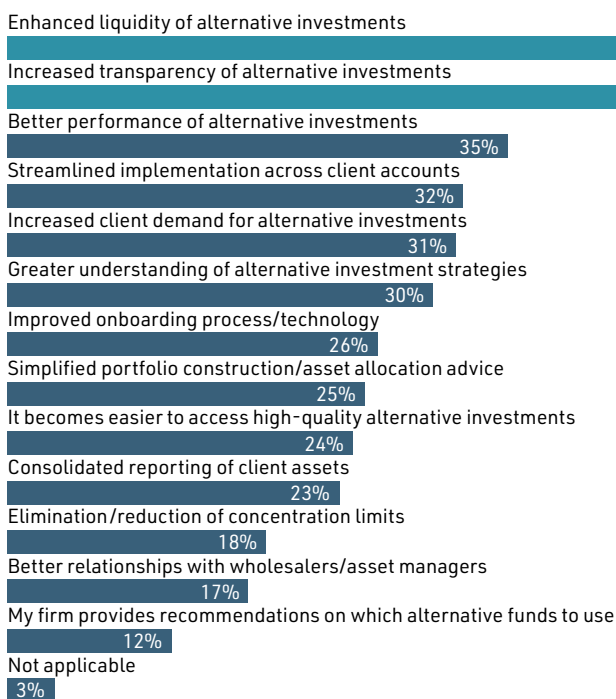 Enhanced liquidity of alternative investments
Increased transparency of alternative investments
Better performance of alternative investments
35%
Streamlined implementation across client accounts
32%
Increased client demand for alternative investments
31%
Greater understanding of alternative investment strategies
30%
Improved onboarding process/technology
26%
Simplified portfolio construction/asset allocation advice
25%
It becomes easier to access high-quality alternative investments
24%
Consolidated reporting of client assets
23%
Elimination/reduction of concentration limits
18%
Better relationships with wholesalers/asset managers
17%
My firm provides recommendations on which alternative funds to use
12%
Not applicable
3%